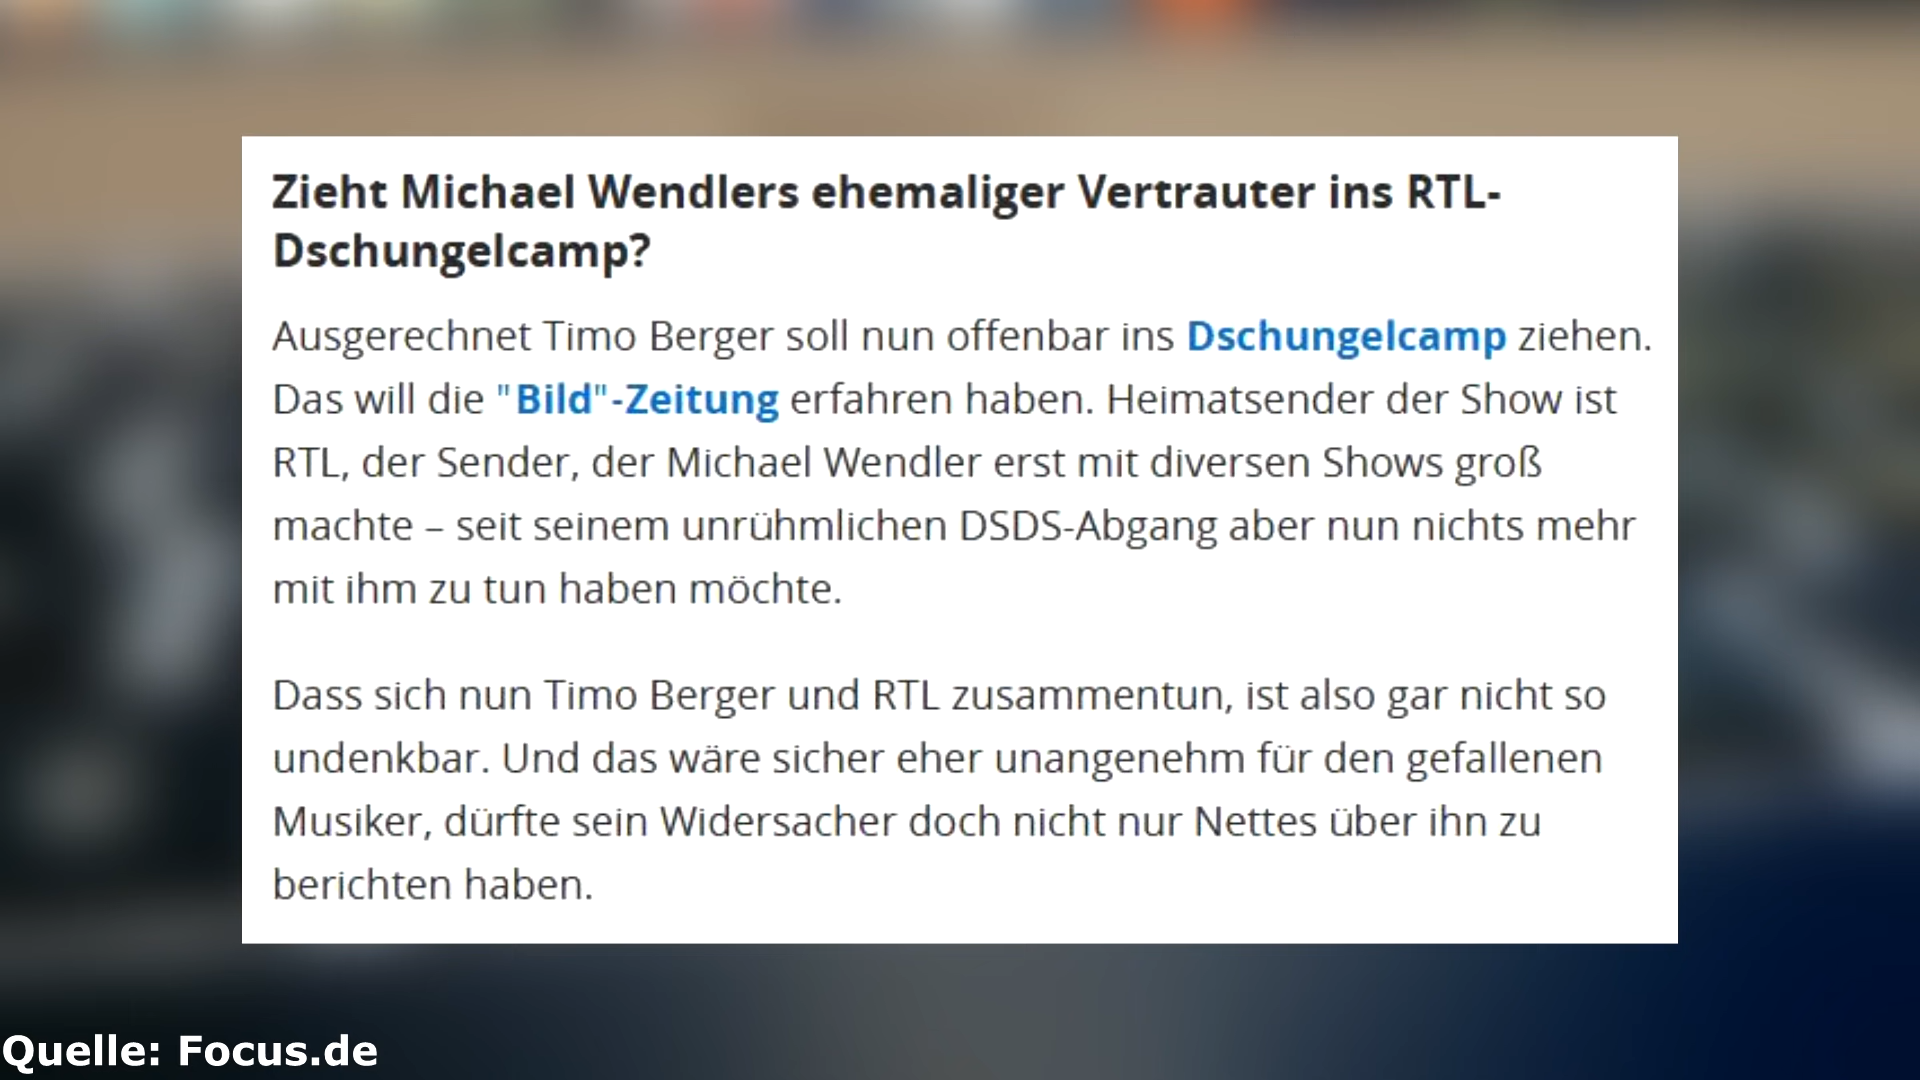 Zieht Michael Wendlers ehemaliger Vertrauter ins RTL-
Dschungelcamp?
Ausgerechnet Timo Berger soll nun offenbar ins Dschungelcamp ziehen.
Das will die "Bild"-Zeitung erfahren haben. Heimatsender der Show ist
RTL, der Sender, der Michael Wendler erst mit diversen Shows groß
machte – seit seinem unrühmlichen DSDS-Abgang aber nun nichts mehr
mit ihm zu tun haben möchte.
Dass sich nun Timo Berger und RTL zusammentun, ist also gar nicht so
undenkbar. Und das wäre sicher eher unangenehm für den gefallenen
Musiker, dürfte sein Widersacher doch nicht nur Nettes über ihn zu
berichten haben.
Quelle: Focus.de